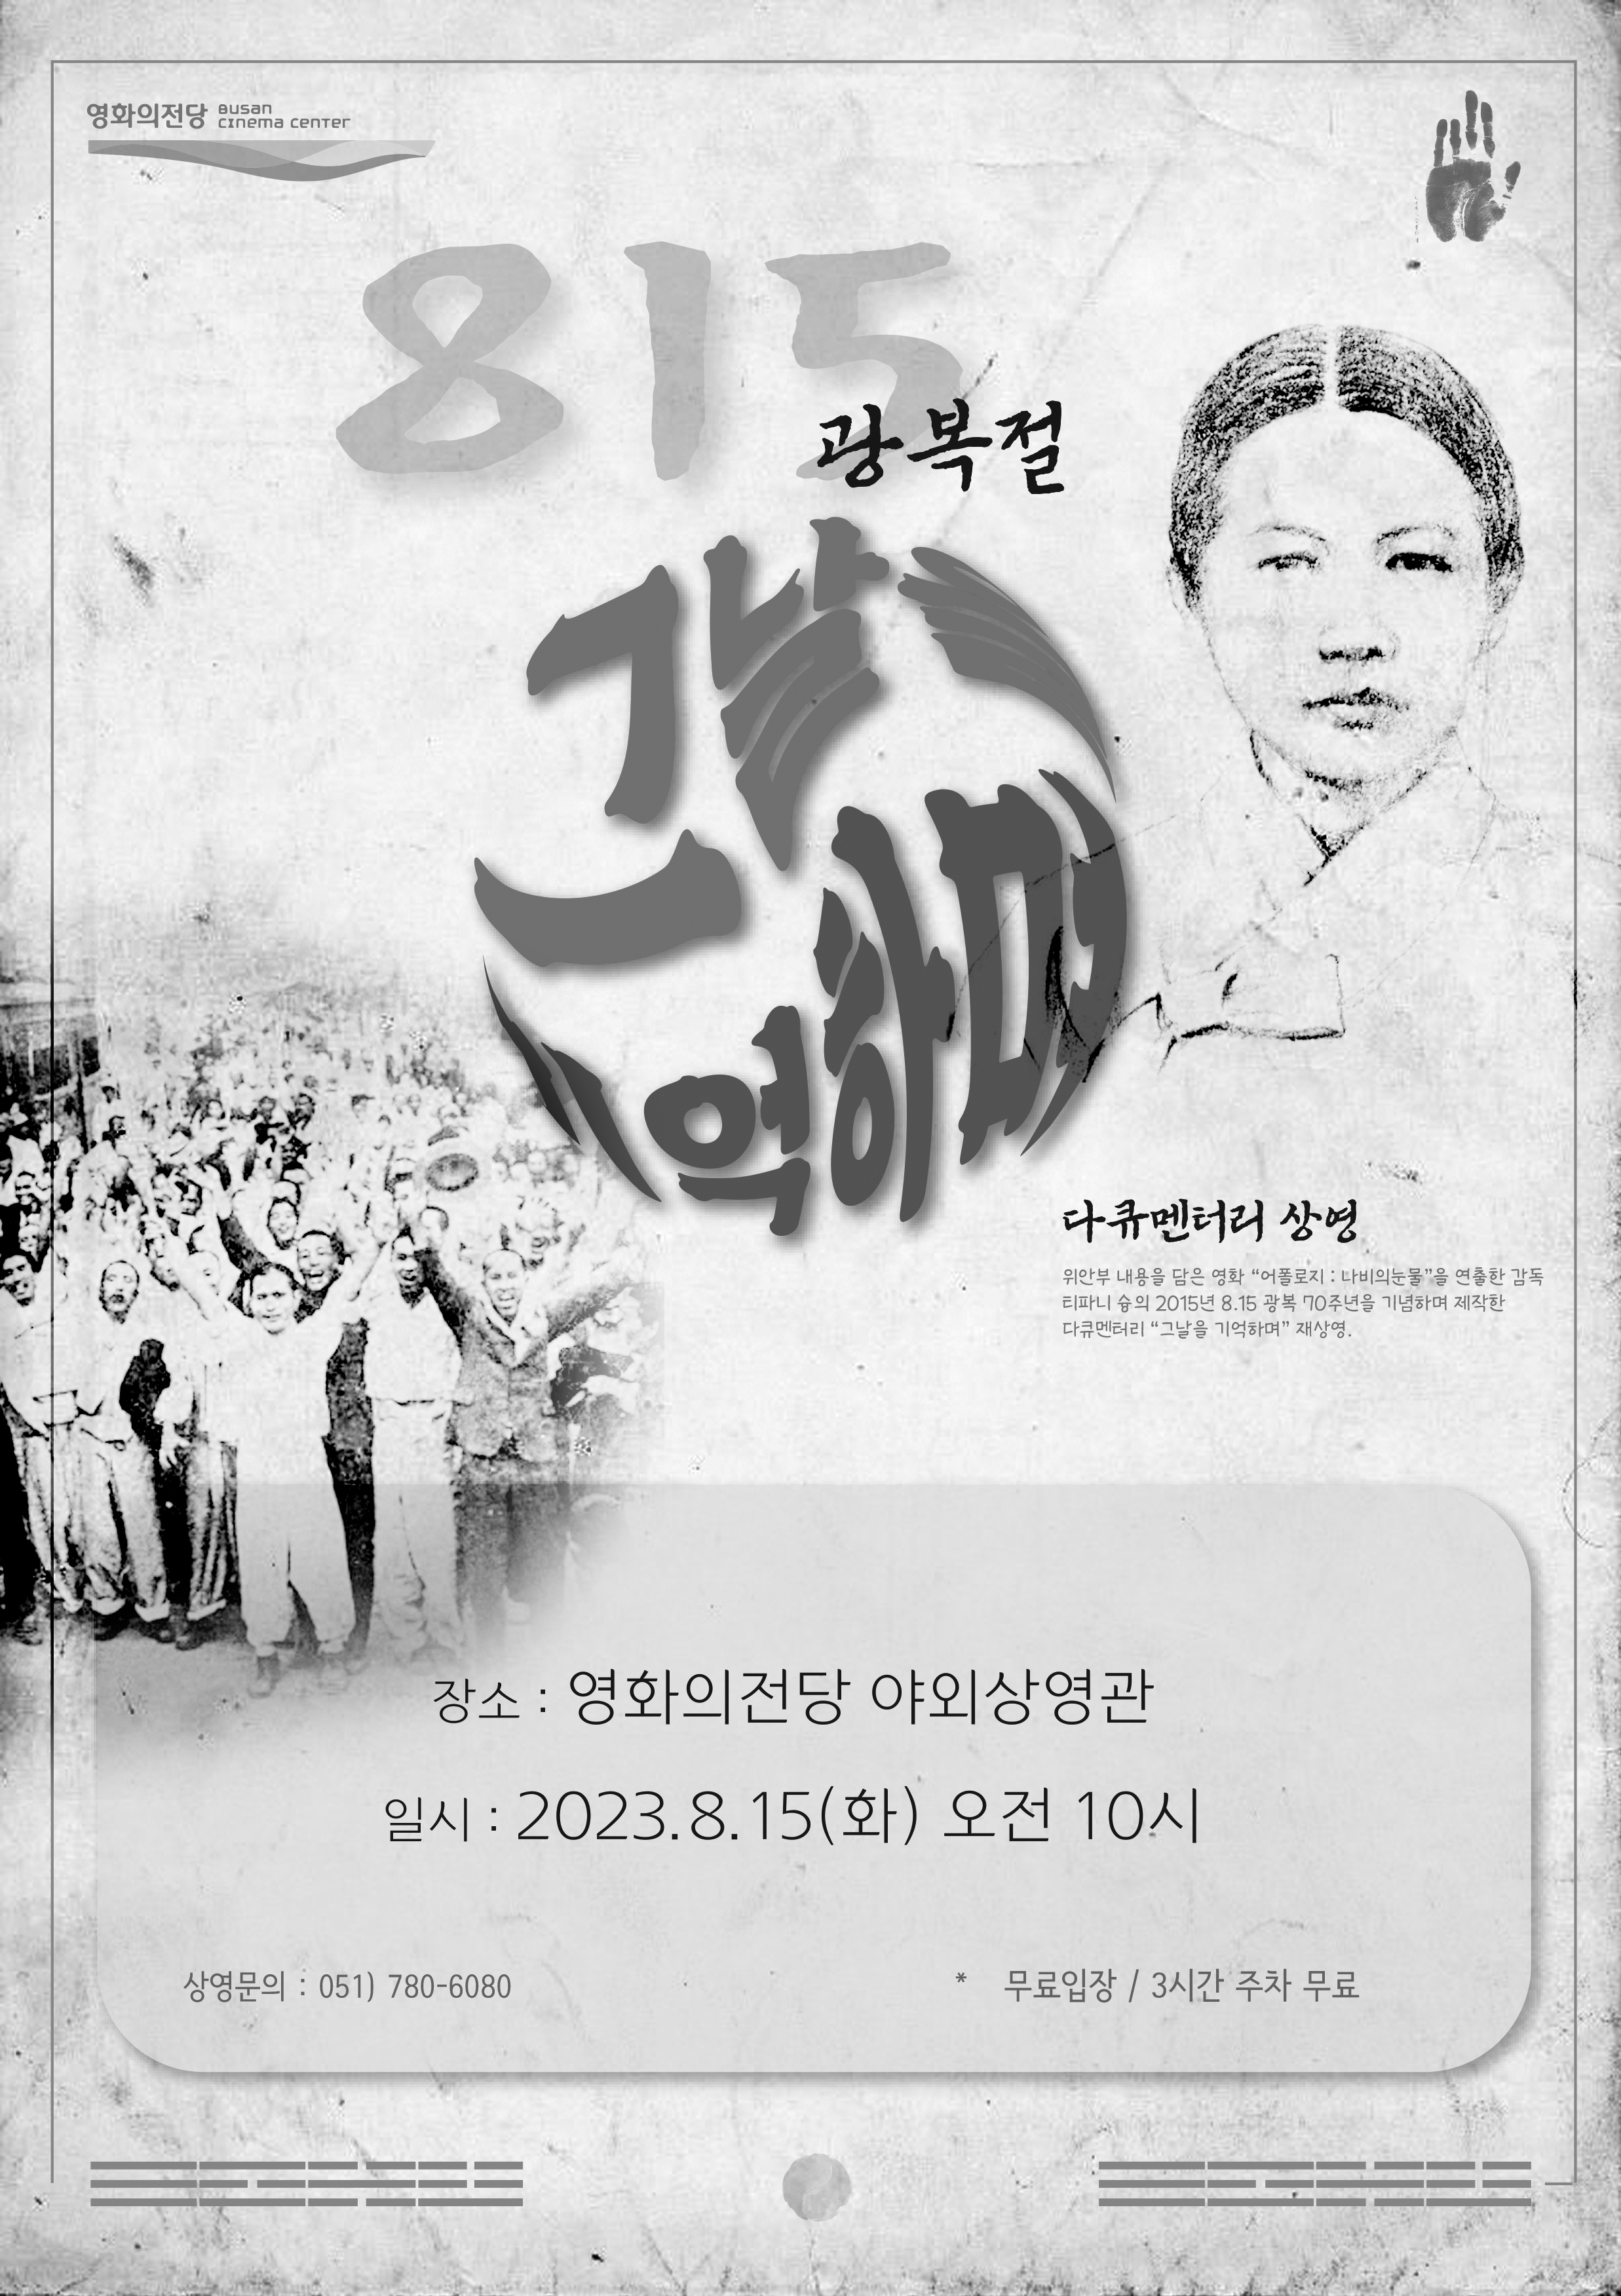 영화의전당 BUSAN
CINEMA CENTER
815
광복절
그날을
기억하며
다큐멘터리 상영
위안부 내용을 담은 영화 “어폴로지 : 나비의눈물”을 연출한 감독
티파니 슝의 2015년 8.15 광복 70주년을 기념하며 제작한
다큐멘터리 “그날을 기억하며” 재상영.
장소 : 영화의전당 야외상영관
일시 : 2023.8.15(화) 오전 10시
상영문의 : 051) 780-6080
* 무료입장 / 3시간 주차 무료